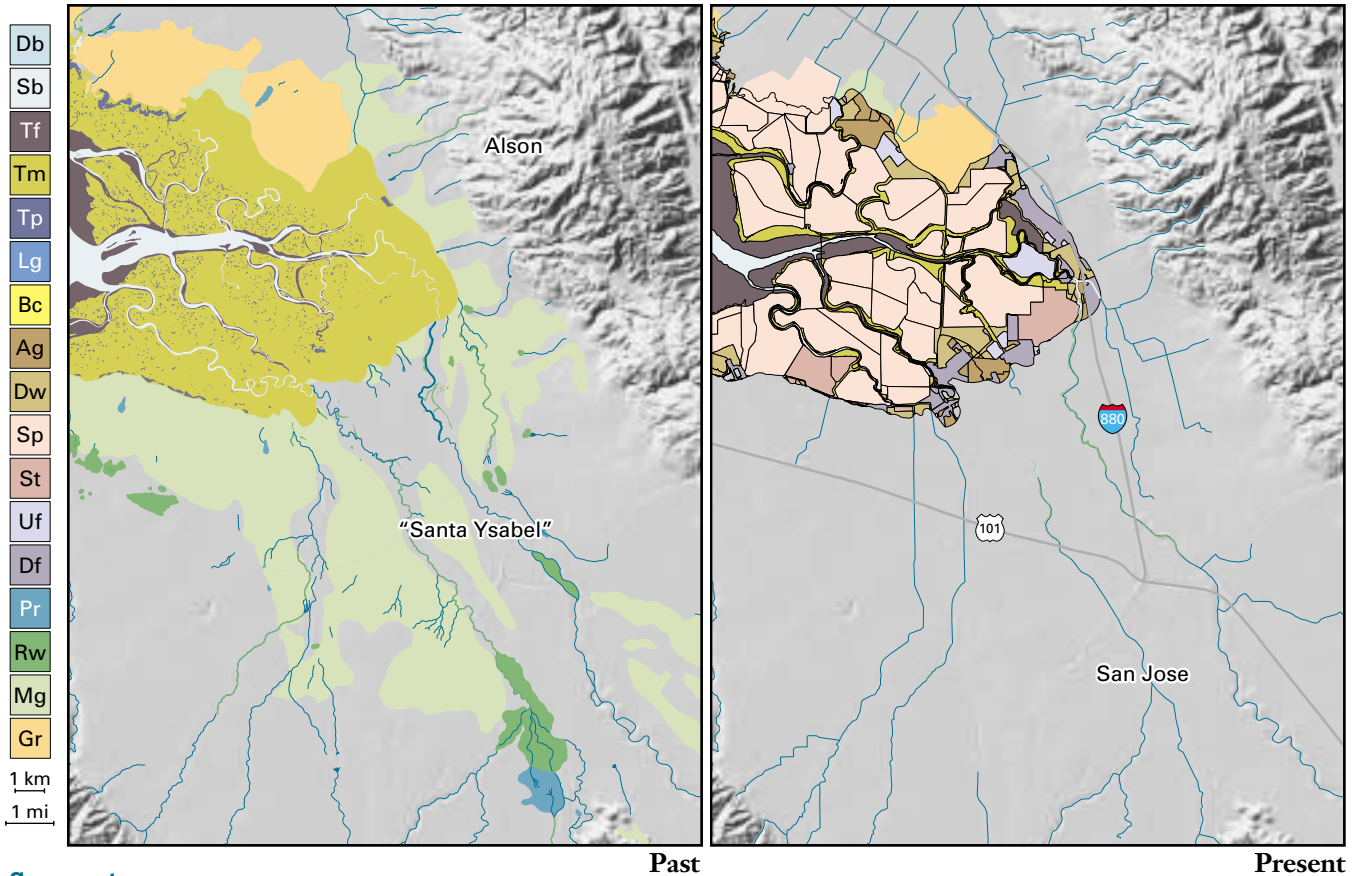 Db
Sb
Tf
Tm
Tp
Lg
Bc
Ag
Dw
Sp
St
Uf
Df
Pr
Rw
Mg
Gr
1 km
1 mi
Alson
“Santa Ysabel”
Past
880
101
San Jose
Present